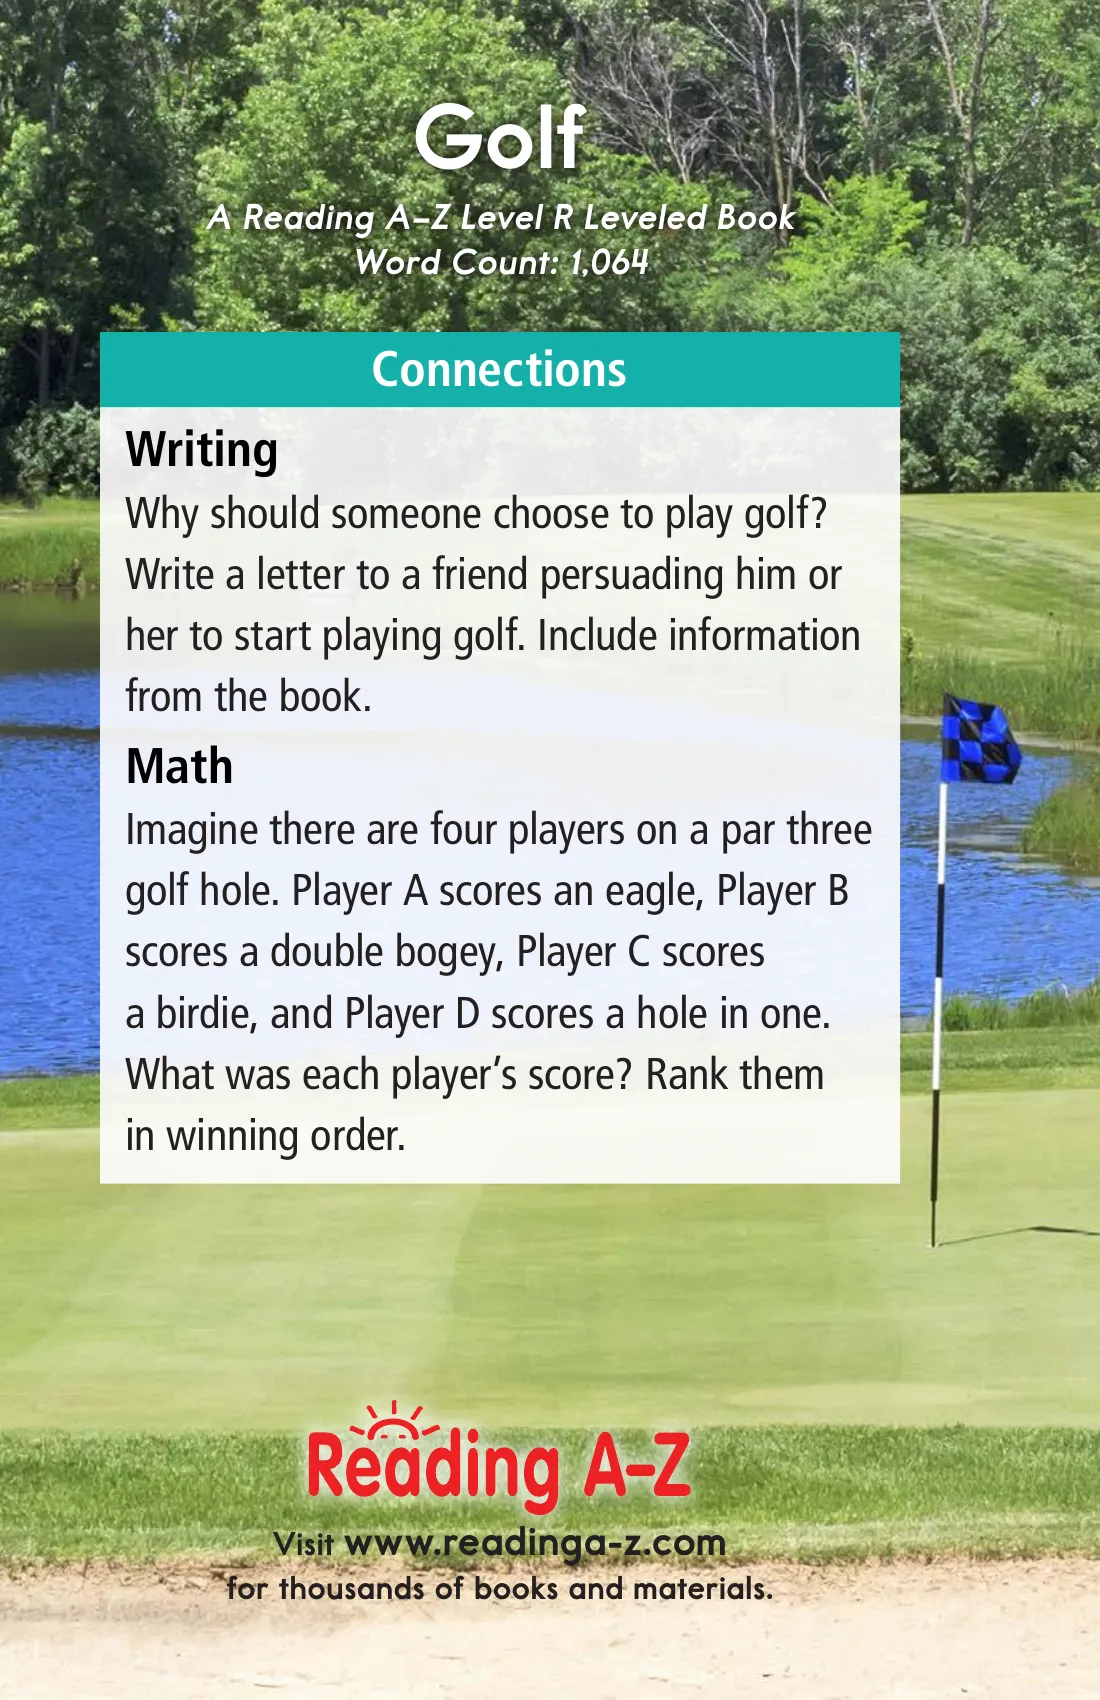 Golf
A Reading A–Z Level R Leveled Book
Word Count: 1,064
Connections
Writing
Why should someone choose to play golf?
Write a letter to a friend persuading him or
her to start playing golf. Include information
from the book.
Math
Imagine there are four players on a par three
golf hole. Player A scores an eagle, Player B
scores a double bogey, Player C scores
a birdie, and Player D scores a hole in one.
What was each player’s score? Rank them
in winning order.
Reading A–Z
Visit www.readinga-z.com
for thousands of books and materials.